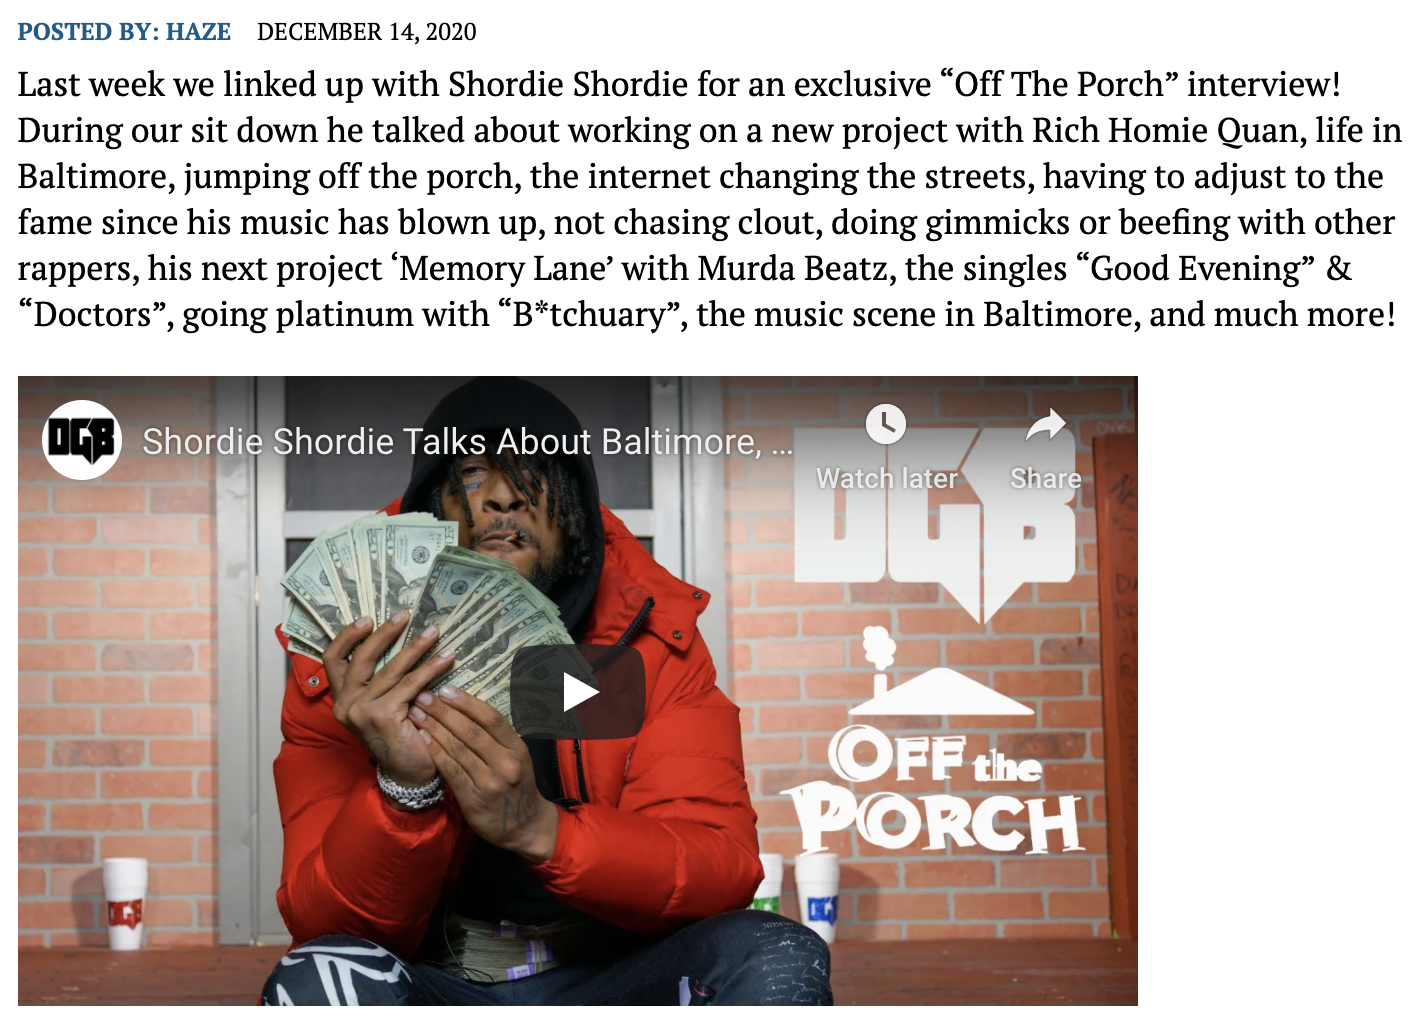 POSTED BY: HAZE DECEMBER 14, 2020
Last week we linked up with Shordie Shordie for an exclusive “Off The Porch” interview!
During our sit down he talked about working on a new project with Rich Homie Quan, life in
Baltimore, jumping off the porch, the internet changing the streets, having to adjust to the
fame since his music has blown up, not chasing clout, doing gimmicks or beefing with other
rappers, his next project ‘Memory Lane’ with Murda Beatz, the singles “Good Evening” &
“Doctors”, going platinum with “B*tchuary”, the music scene in Baltimore, and much more!
DGB
Shordie Shordie Talks About Baltimore, ...
Watch later
Share
DGB
OFF the
PORCH
DGB
DGB
DGB
20